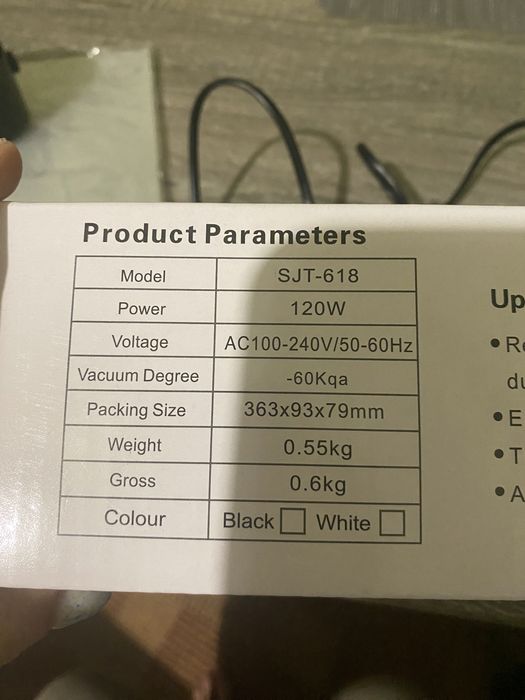 Product Parameters
Model SJT-618
Power 120W
Voltage AC100-240V/50-60Hz
Vacuum Degree -60Kqa
Packing Size 363x93x79mm
Weight 0.55kg
Gross 0.6kg
Colour Black White
Up
• R
du
• E
• T
• A